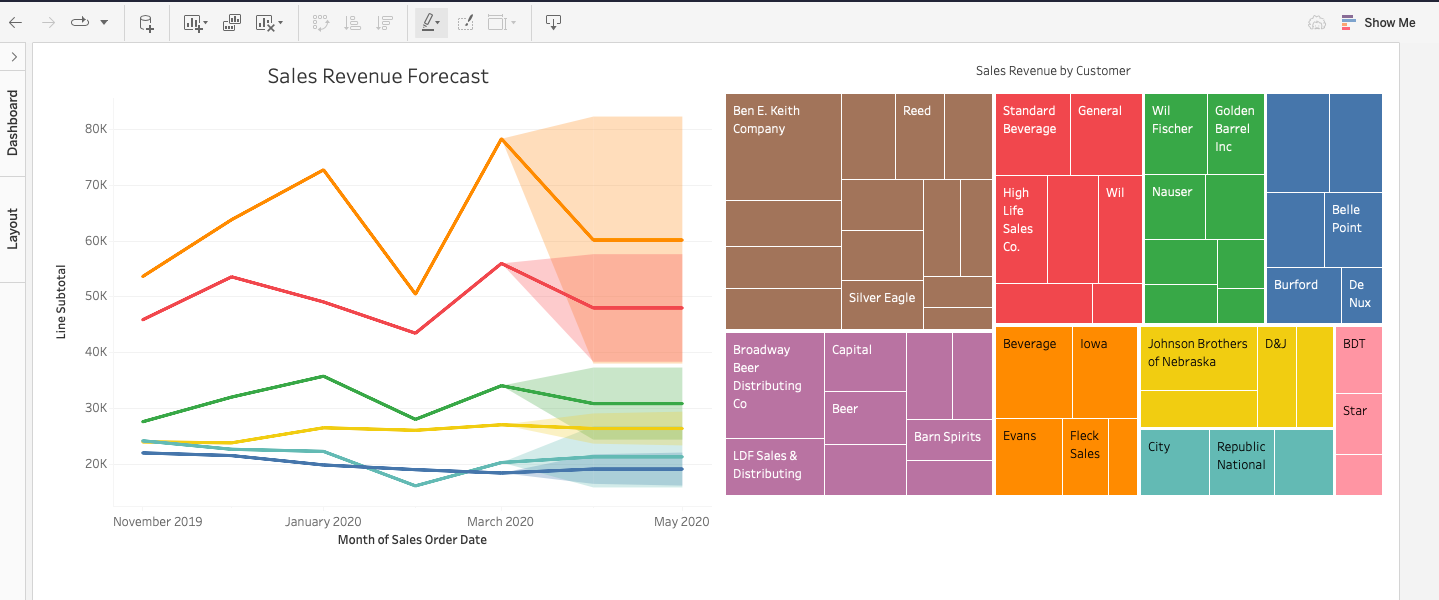 Show Me
Dashboard
Layout
Sales Revenue Forecast
Line Subtotal
80K
70K
60K
50K
40K
30K
20K
November 2019
January 2020
March 2020
May 2020
Month of Sales Order Date
Sales Revenue by Customer
Ben E. Keith
Company
Reed
Silver Eagle
Standard
Beverage
General
High
Life
Sales
Co.
Wil
Wil
Fischer
Golden
Barrel
Inc
Nauser
Belle
Point
Burford
De
Nux
Broadway
Beer
Distributing
Co
Capital
Beer
Barn Spirits
LDF Sales &
Distributing
Beverage
Iowa
Evans
Fleck
Sales
Johnson Brothers
of Nebraska
D&J
City
Republic
National
BDT
Star